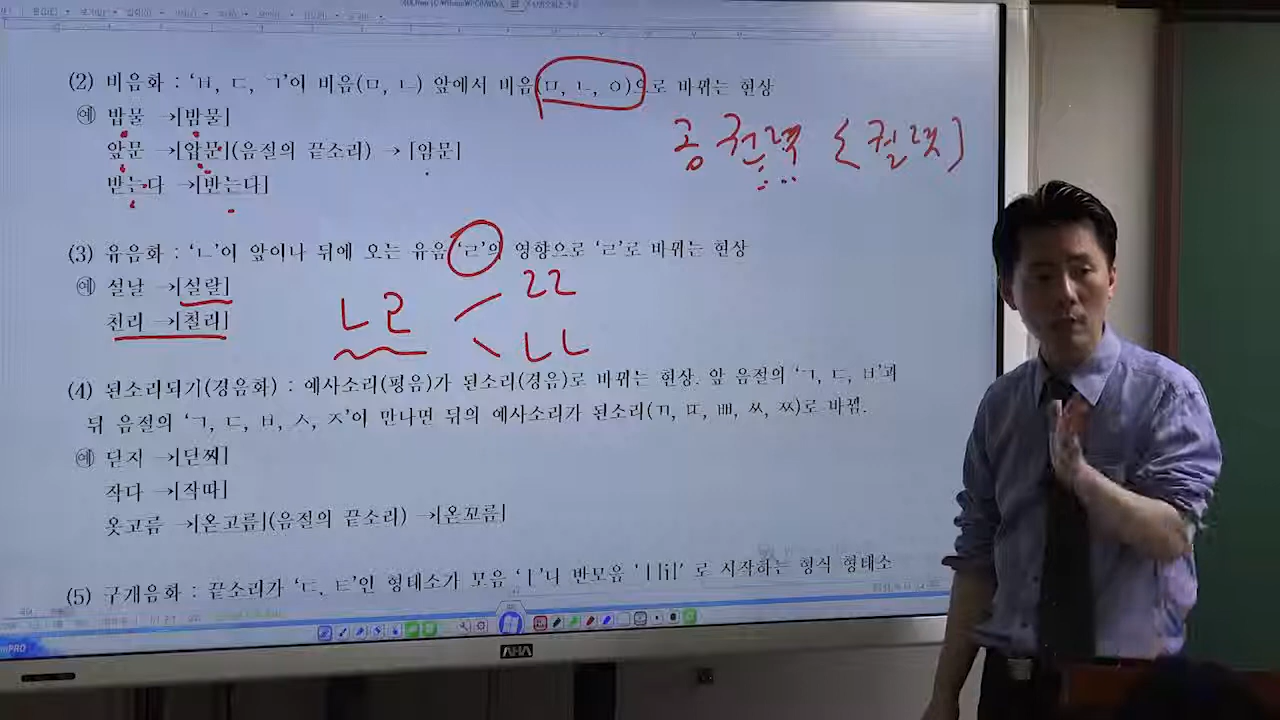 (2) 비음화 : 'ㅂ, ㄷ, ㄱ'이 비음(ㅁ, ㄴ) 앞에서 비음(ㅁ, ㄴ, ㅇ)으로 바뀌는 현상
예 밥물 →[밤물]
앞문 →[압문](음절의 끝소리) → [암문]
받는다 →[반는다]
공권력 [궐력]
(3) 유음화 : 'ㄴ'이 앞이나 뒤에 오는 유음 'ㄹ'의 영향으로 'ㄹ'로 바뀌는 현상
예 설날 →[설랄]
천리 →[철리]
ㄴㄹ
ㄹㄹ
ㄴㄴ
(4) 된소리되기(경음화) : 예사소리(평음)가 된소리(경음)로 바뀌는 현상. 앞 음절의 'ㄱ, ㄷ, ㅂ'과
뒤 음절의 'ㄱ, ㄷ, ㅂ, ㅅ, ㅈ'이 만나면 뒤의 예사소리가 된소리(ㄲ, ㄸ, ㅃ, ㅆ, ㅉ)로 바뀜.
예 닫지 →[닫찌]
작다 →[작따]
옷고름 →[옫고름](음절의 끝소리) →[옫꼬름]
(5) 구개음화 : 끝소리가 'ㄷ, ㅌ'인 형태소가 모음 'ㅣ'나 반모음 'ㅣ[j]' 로 시작하는 형식 형태소
AHA